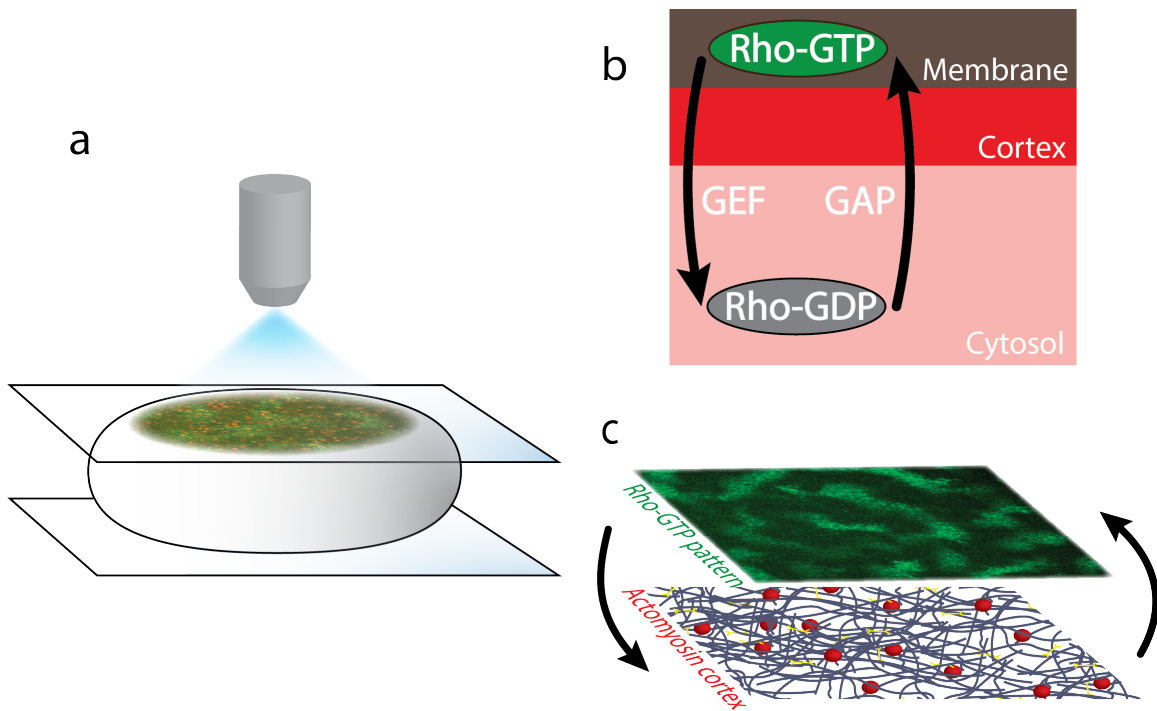 a
b
Rho-GTP
Membrane
Cortex
GEF GAP
Rho-GDP
Cytosol
c
Rho-GTP pattern
Actomyosin cortex